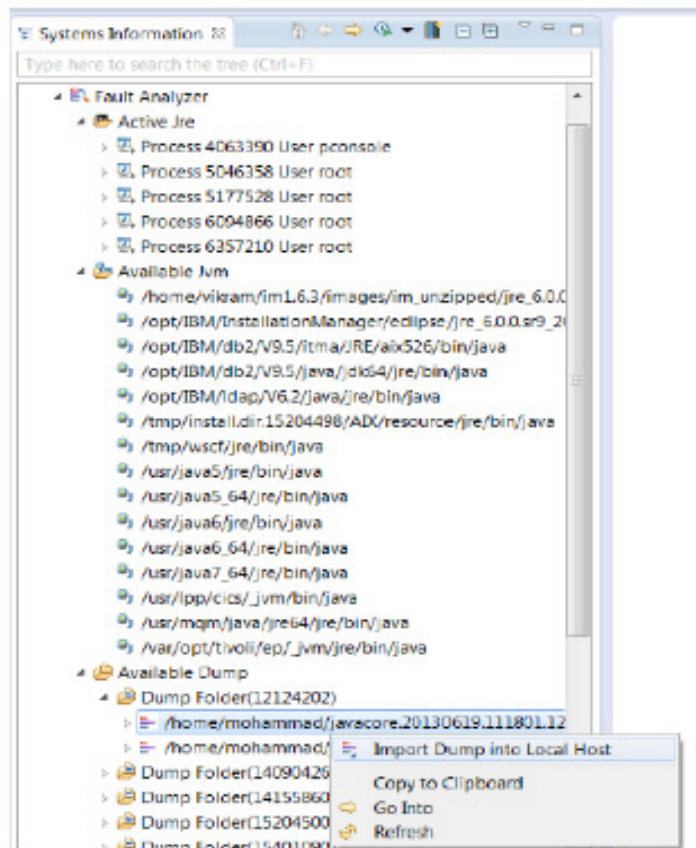 Systems Information
Type here to search the tree (Ctrl+F)
Fault Analyzer
Active Jre
Process 4063390 User pconsole
Process 5046358 User root
Process 5177528 User root
Process 6094866 User root
Process 6357210 User root
Available Jvm
/home/vikram/im1.6.3/images/im_unzipped/jre_6.0.0
/opt/IBM/InstallationManager/eclipse/jre_6.0.0.sr9_20
/opt/IBM/db2/V9.5/itma/JRE/aix526/bin/java
/opt/IBM/db2/V9.5/java/jdk64/jre/bin/java
/opt/IBM/ldap/V6.2/java/jre/bin/java
/tmp/install.dir.15204498/AIX/resource/jre/bin/java
/tmp/wscf/jre/bin/java
/usr/java5/jre/bin/java
/usr/java5_64/jre/bin/java
/usr/java6/jre/bin/java
/usr/java6_64/jre/bin/java
/usr/java7_64/jre/bin/java
/usr/lpp/cics/_jvm/bin/java
/usr/mqm/java/jre64/jre/bin/java
/var/opt/tivoli/ep/_jvm/jre/bin/java
Available Dump
Dump Folder(12124202)
/home/mohammad/javacore.20130619.111801.12
/home/mohammad/
Import Dump into Local Host
Dump Folder(14090426
Copy to Clipboard
Dump Folder(14155860
Go Into
Dump Folder(15204500
Refresh
Dump Folder(15401090